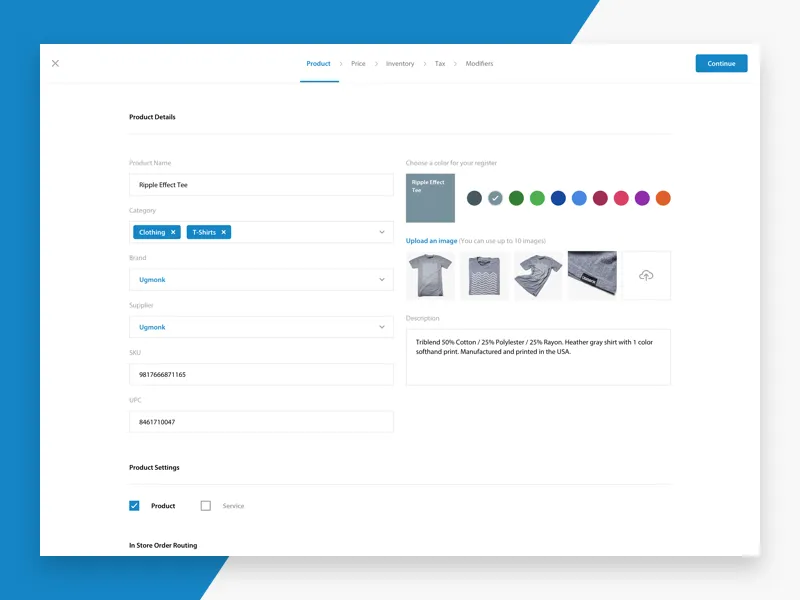 Product
Price
Inventory
Tax
Modifiers
Continue
Product Details
Product Name
Ripple Effect Tee
Category
Clothing
T-Shirts
Brand
Ugmonk
Supplier
Ugmonk
SKU
9817666871165
UPC
8461710047
Choose a color for your register
Ripple Effect
Tee
Upload an image (You can use up to 10 images)
Description
Triblend 50% Cotton / 25% Polylester / 25% Rayon. Heather gray shirt with 1 color
softhand print. Manufactured and printed in the USA.
Product Settings
Product
Service
In Store Order Routing